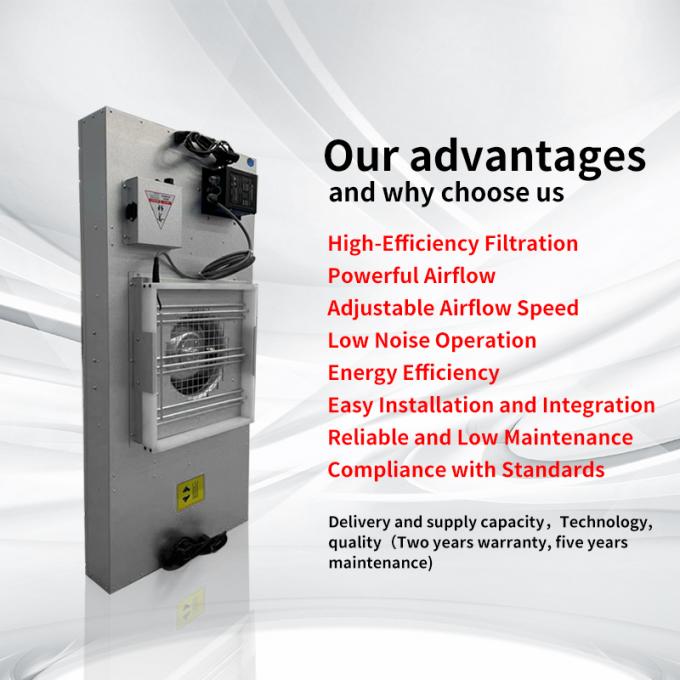 Our advantages
and why choose us
High-Efficiency Filtration
Powerful Airflow
Adjustable Airflow Speed
Low Noise Operation
Energy Efficiency
Easy Installation and Integration
Reliable and Low Maintenance
Compliance with Standards
Delivery and supply capacity，Technology，
quality（Two years warranty, five years
maintenance)